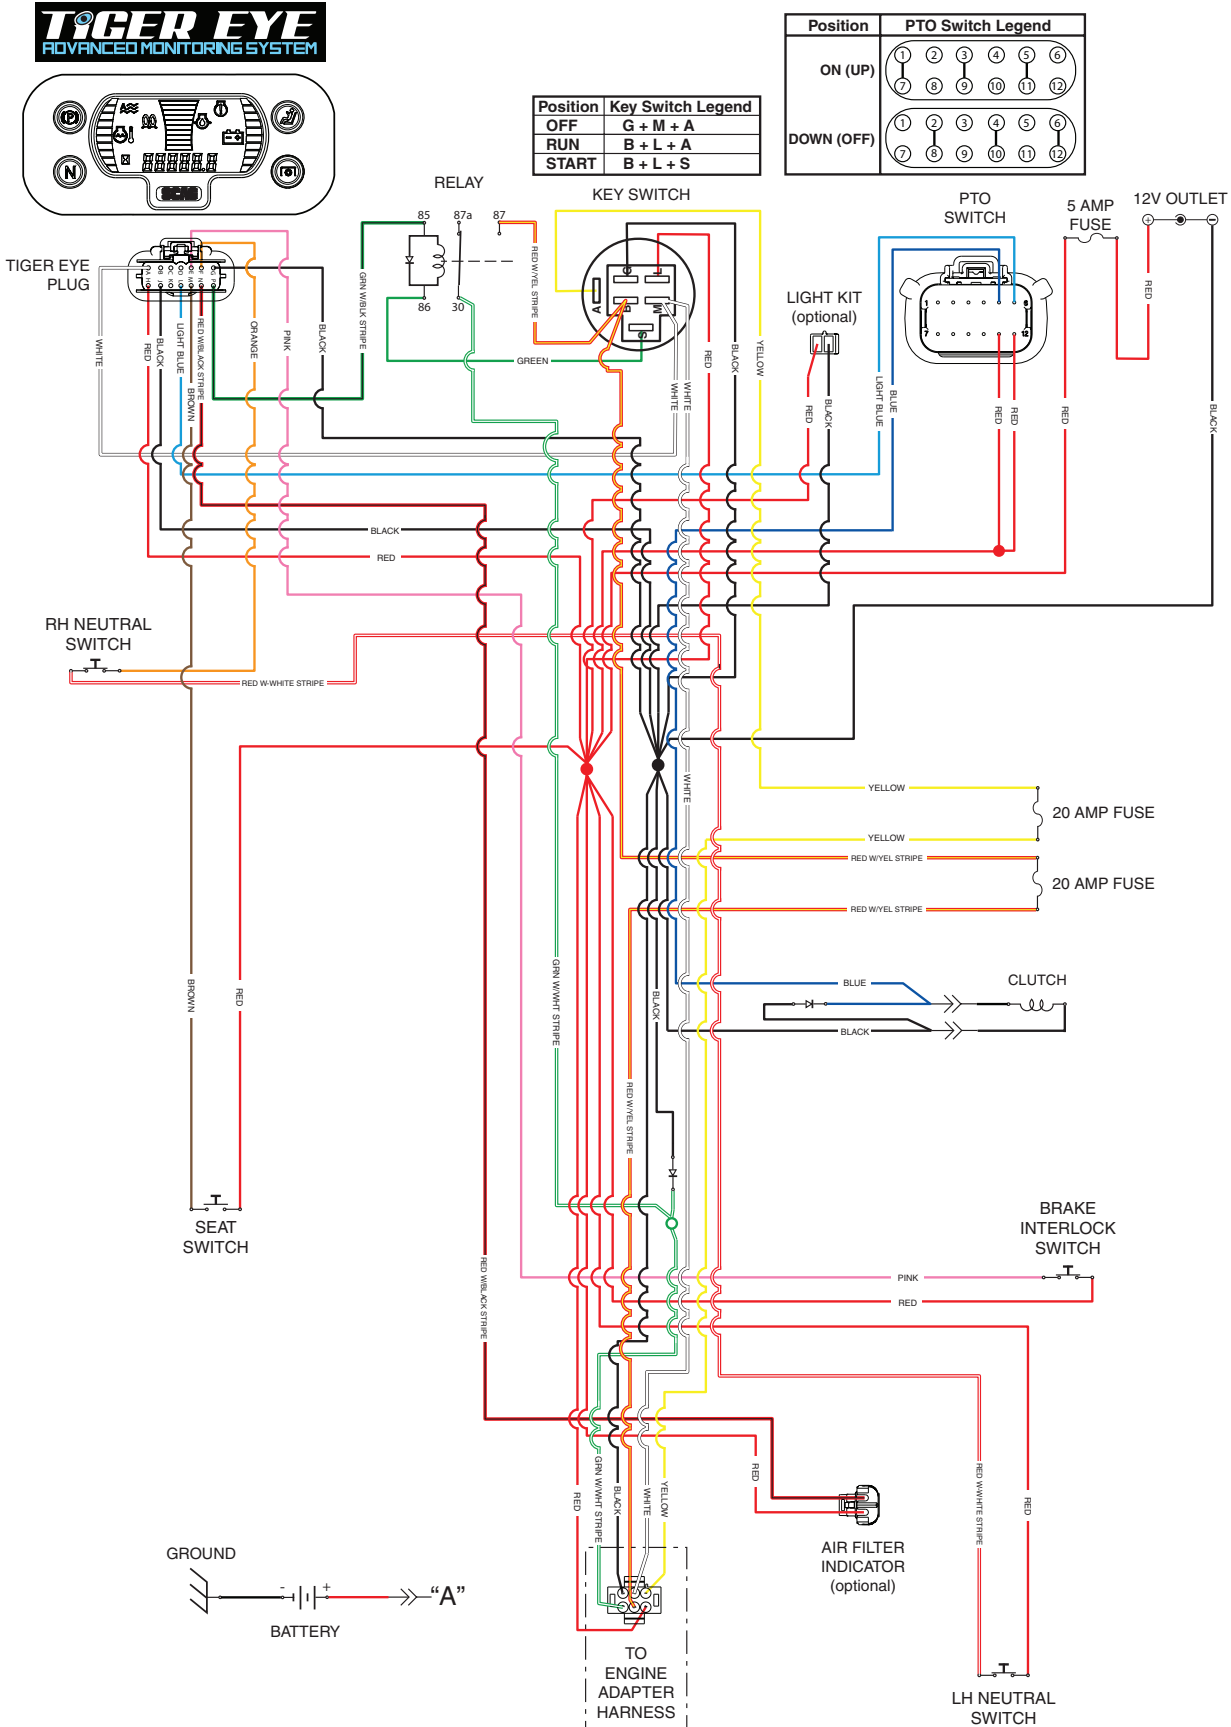 TiGER EYE
ADVANCED MONITORING SYSTEM
Position PTO Switch Legend
ON (UP)
1 2 3 4 5 6
7 8 9 10 11 12
DOWN (OFF)
1 2 3 4 5 6
7 8 9 10 11 12
Position Key Switch Legend
OFF G + M + A
RUN B + L + A
START B + L + S
(P)
N
SCAG
RELAY
85 87a 87
86 30
KEY SWITCH
G L
A B M
S
PTO
SWITCH
1 6
7 12
5 AMP
FUSE
12V OUTLET
+ −
TIGER EYE
PLUG
LIGHT KIT
(optional)
WHITE
RED
BLACK
LIGHT BLUE
BROWN
RED W/BLACK STRIPE
ORANGE
PINK
BLACK
GRN W/BLK STRIPE
GREEN
RED W/YEL STRIPE
WHITE
WHITE
RED
BLACK
YELLOW
RED
BLACK
LIGHT BLUE
BLUE
RED
RED
RED
RED
BLACK
BLACK
RED
RH NEUTRAL
SWITCH
RED W-WHITE STRIPE
WHITE
YELLOW
20 AMP FUSE
YELLOW
RED W/YEL STRIPE
20 AMP FUSE
RED W/YEL STRIPE
BROWN
RED
GRN W/WHT STRIPE
BLACK
BLUE
CLUTCH
BLACK
RED W/YEL STRIPE
SEAT
SWITCH
RED W/BLACK STRIPE
BRAKE
INTERLOCK
SWITCH
PINK
RED
RED
GRN W/WHT STRIPE
BLACK
WHITE
YELLOW
RED
RED W-WHITE STRIPE
RED
AIR FILTER
INDICATOR
(optional)
GROUND
- +
"A"
BATTERY
TO
ENGINE
ADAPTER
HARNESS
LH NEUTRAL
SWITCH